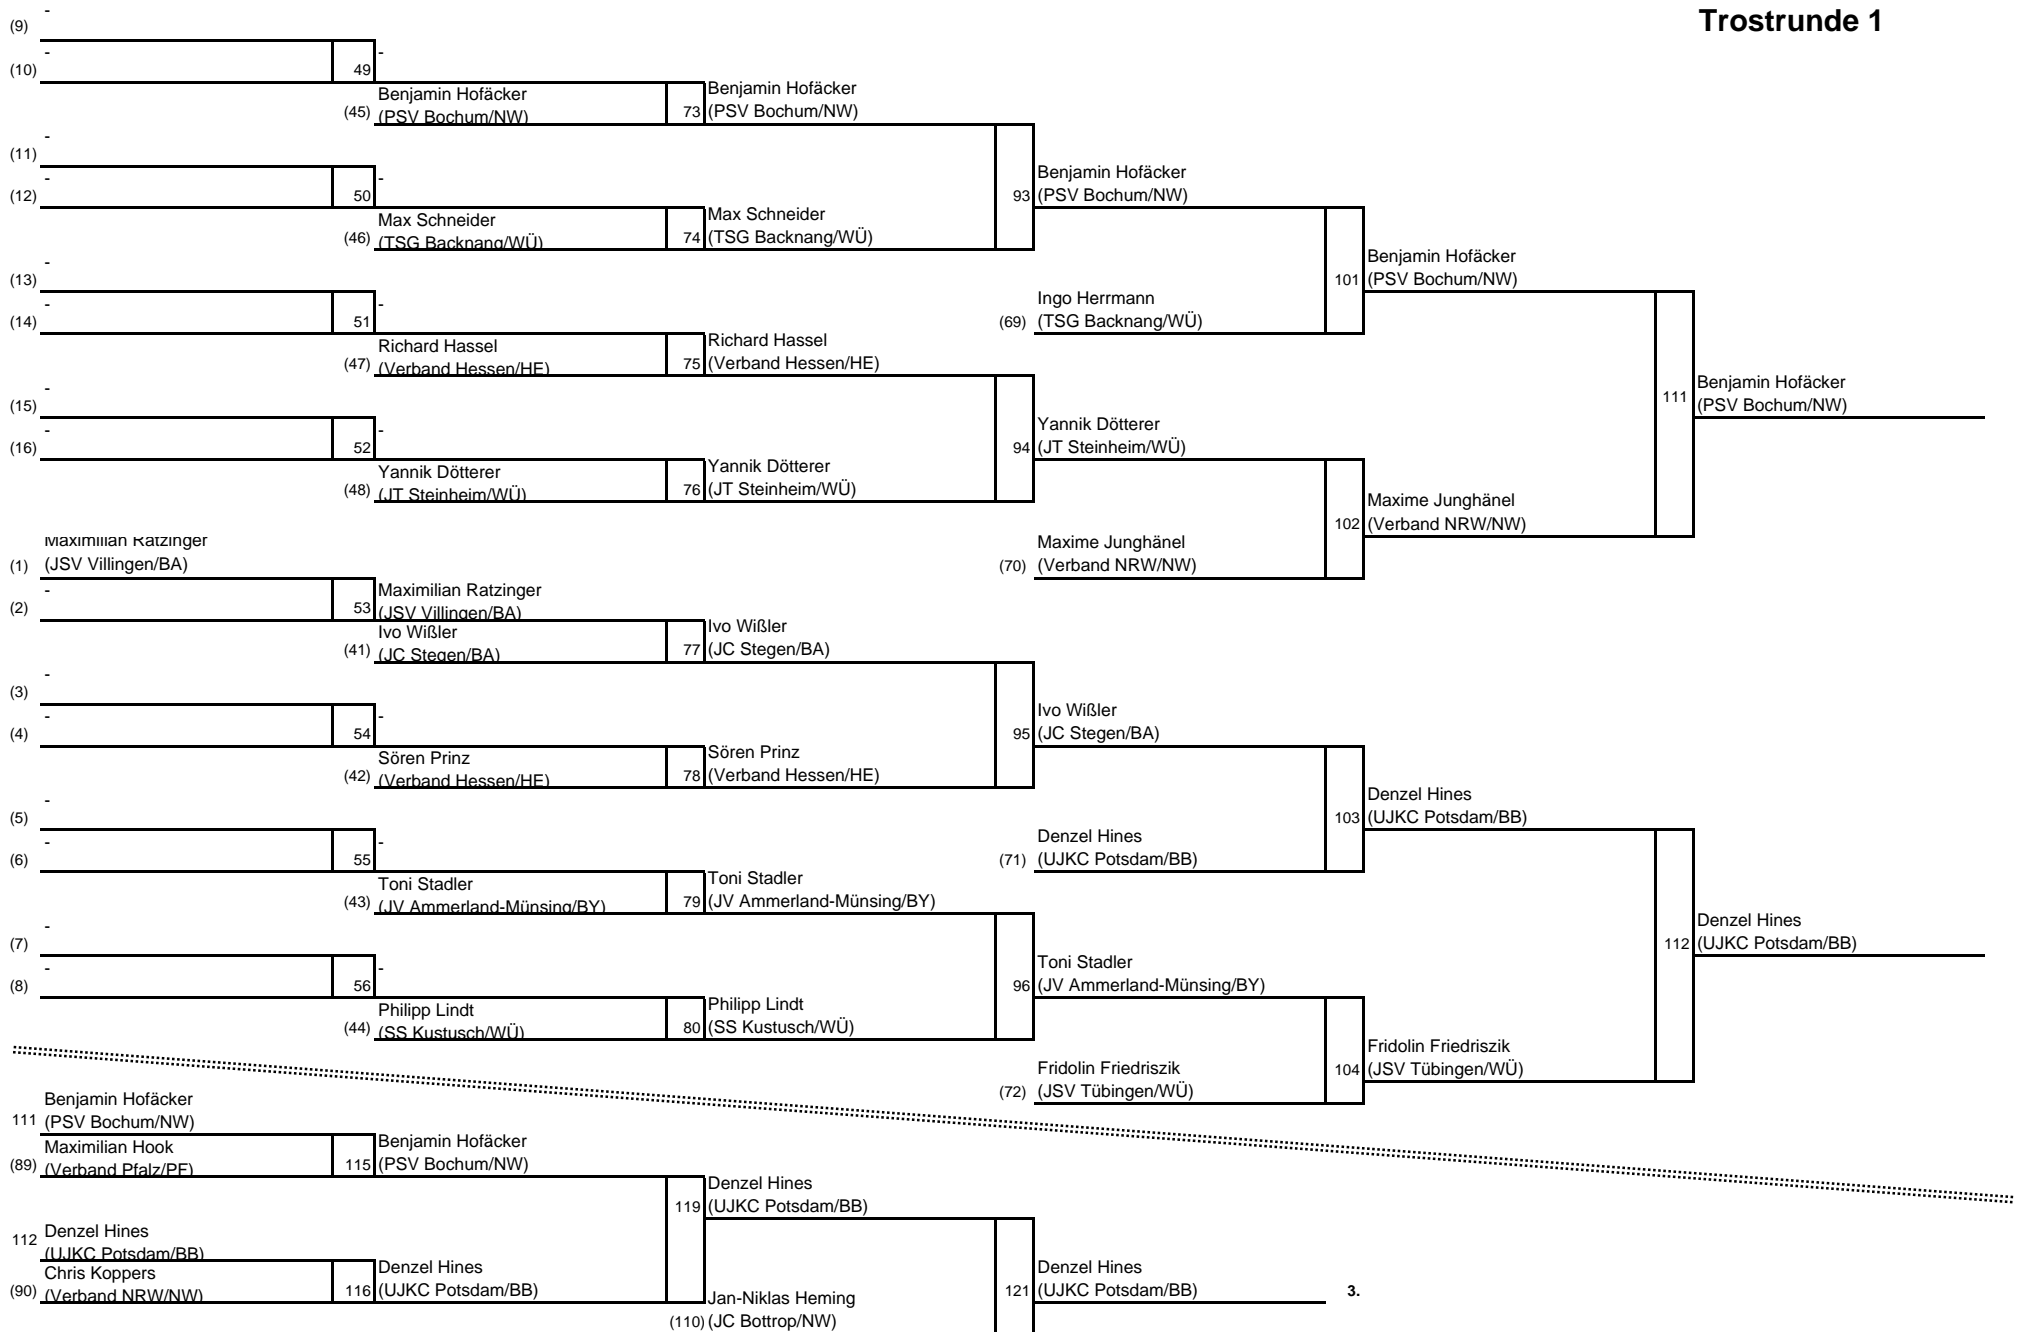 Trostrunde 1
-
(9)
-
(10)
49
-
Benjamin Hofäcker
(45) (PSV Bochum/NW)
73
Benjamin Hofäcker
(PSV Bochum/NW)
-
(11)
-
(12)
50
-
Max Schneider
(46) (TSG Backnang/WÜ)
74
Max Schneider
(TSG Backnang/WÜ)
93
Benjamin Hofäcker
(PSV Bochum/NW)
-
(13)
-
(14)
51
-
Richard Hassel
(47) (Verband Hessen/HE)
75
Richard Hassel
(Verband Hessen/HE)
Ingo Herrmann
(69) (TSG Backnang/WÜ)
101
Benjamin Hofäcker
(PSV Bochum/NW)
-
(15)
-
(16)
52
-
Yannik Dötterer
(48) (JT Steinheim/WÜ)
76
Yannik Dötterer
(JT Steinheim/WÜ)
94
Yannik Dötterer
(JT Steinheim/WÜ)
111
Benjamin Hofäcker
(PSV Bochum/NW)
Maxime Junghänel
(70) (Verband NRW/NW)
102
Maxime Junghänel
(Verband NRW/NW)
Maximilian Ratzinger
(1) (JSV Villingen/BA)
-
(2)
53
Maximilian Ratzinger
(JSV Villingen/BA)
Ivo Wißler
(41) (JC Stegen/BA)
77
Ivo Wißler
(JC Stegen/BA)
-
(3)
-
(4)
54
-
Sören Prinz
(42) (Verband Hessen/HE)
78
Sören Prinz
(Verband Hessen/HE)
95
Ivo Wißler
(JC Stegen/BA)
-
(5)
-
(6)
55
-
Toni Stadler
(43) (JV Ammerland-Münsing/BY)
79
Toni Stadler
(JV Ammerland-Münsing/BY)
Denzel Hines
(71) (UJKC Potsdam/BB)
103
Denzel Hines
(UJKC Potsdam/BB)
-
(7)
-
(8)
56
-
Philipp Lindt
(44) (SS Kustusch/WÜ)
80
Philipp Lindt
(SS Kustusch/WÜ)
96
Toni Stadler
(JV Ammerland-Münsing/BY)
112
Denzel Hines
(UJKC Potsdam/BB)
Fridolin Friedriszik
(72) (JSV Tübingen/WÜ)
104
Fridolin Friedriszik
(JSV Tübingen/WÜ)
Benjamin Hofäcker
111 (PSV Bochum/NW)
Maximilian Hook
(89) (Verband Pfalz/PF)
115
Benjamin Hofäcker
(PSV Bochum/NW)
119
Denzel Hines
(UJKC Potsdam/BB)
112
Denzel Hines
(UJKC Potsdam/BB)
Chris Koppers
(90) (Verband NRW/NW)
116
Denzel Hines
(UJKC Potsdam/BB)
Jan-Niklas Heming
(110) (JC Bottrop/NW)
121
Denzel Hines
(UJKC Potsdam/BB)
3.